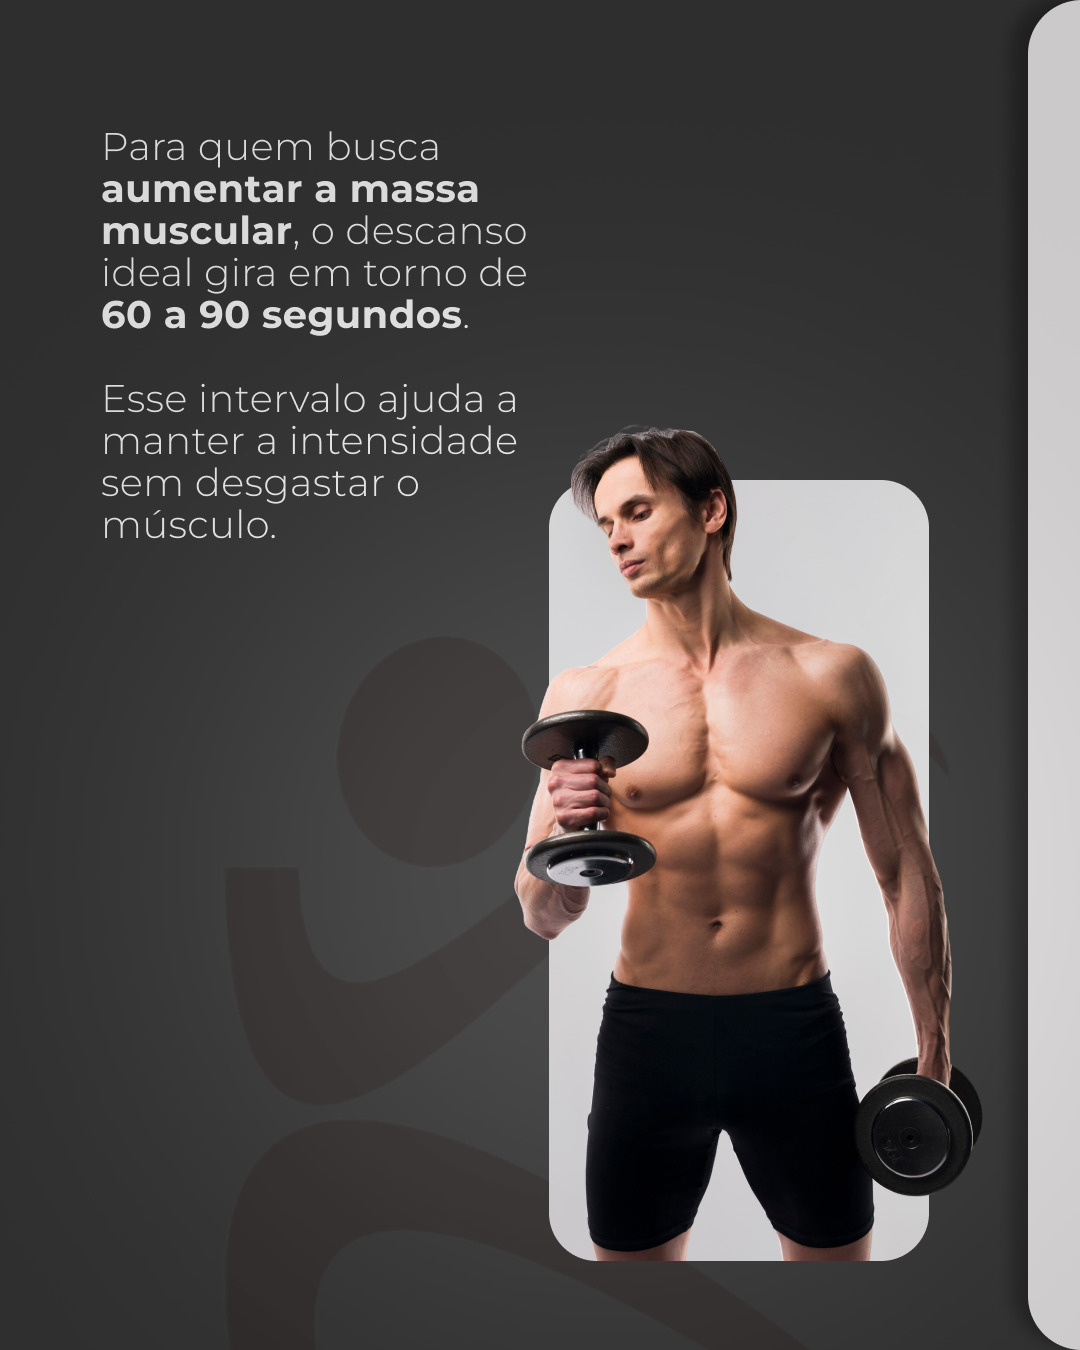 Para quem busca
aumentar a massa
muscular, o descanso
ideal gira em torno de
60 a 90 segundos.
Esse intervalo ajuda a
manter a intensidade
sem desgastar o
músculo.